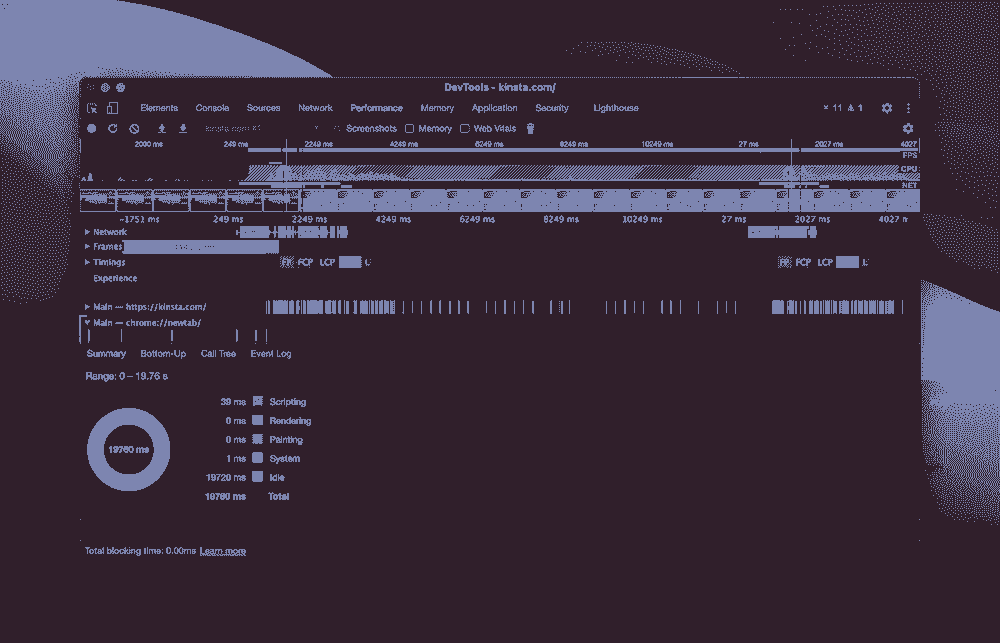 DevTools - kinsta.com/
Elements Console Sources Network Performance Memory Application Security Lighthouse × 11 1
kinsta.com #1 Screenshots Memory Web Vitals
2000 ms 249 ms 2249 ms 4249 ms 6249 ms 8249 ms 10249 ms 27 ms 2027 ms 4027
FPS
CPU
NET
-1751 ms 249 ms 2249 ms 4249 ms 6249 ms 8249 ms 10249 ms 27 ms 2027 ms 4027 m
Network
Frames
Timings FP FCP LCP L FP FCP LCP L
Experience
Main — https://kinsta.com/
Main — chrome://newtab/
Summary Bottom-Up Call Tree Event Log
Range: 0 – 19.76 s
39 ms Scripting
0 ms Rendering
0 ms Painting
19760 ms
1 ms System
19720 ms Idle
19760 ms Total
Total blocking time: 0.00ms Learn more